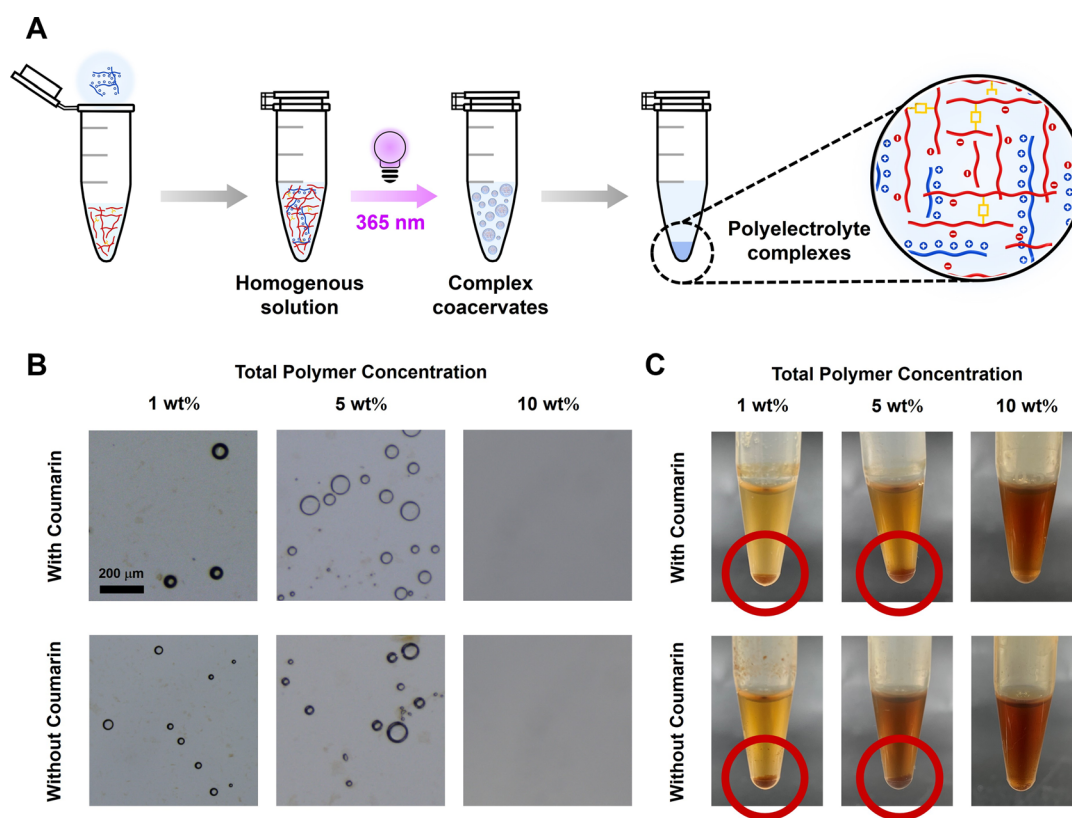 A
365 nm
Homogenous
solution
Complex
coacervates
Polyelectrolyte
complexes
B
Total Polymer Concentration
1 wt%
5 wt%
10 wt%
With Coumarin
200 μm
Without Coumarin
C
Total Polymer Concentration
1 wt%
5 wt%
10 wt%
With Coumarin
Without Coumarin